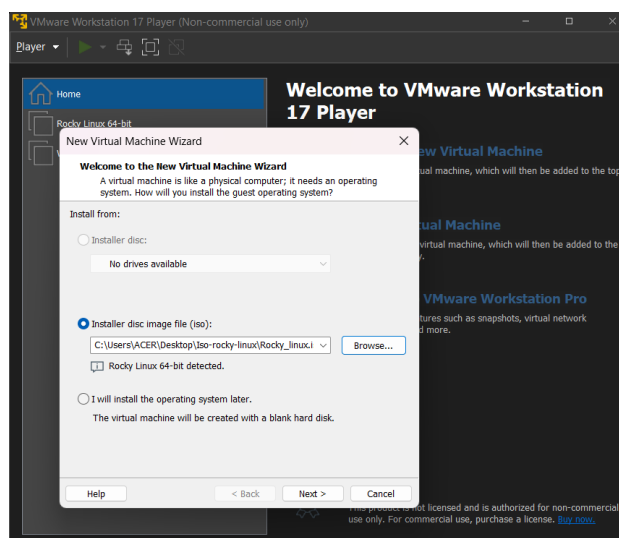 VMware Workstation 17 Player (Non-commercial use only)
Player
Home
Welcome to VMware Workstation
17 Player
Rocky Linux 64-bit
New Virtual Machine Wizard
Welcome to the New Virtual Machine Wizard
A virtual machine is like a physical computer; it needs an operating
system. How will you install the guest operating system?
Install from:
Installer disc:
No drives available
Installer disc image file (iso):
C:\Users\ACER\Desktop\Iso-rocky-linux\Rocky_linux.i
Browse...
Rocky Linux 64-bit detected.
I will install the operating system later.
The virtual machine will be created with a blank hard disk.
Help
< Back
Next >
Cancel
Virtual Machine
machine, which will then be added to the top
Machine
virtual machine, which will then be added to the
VMware Workstation Pro
such as snapshots, virtual network
more.
This product is not licensed and is authorized for non-commercial
use only. For commercial use, purchase a license. Buy now.